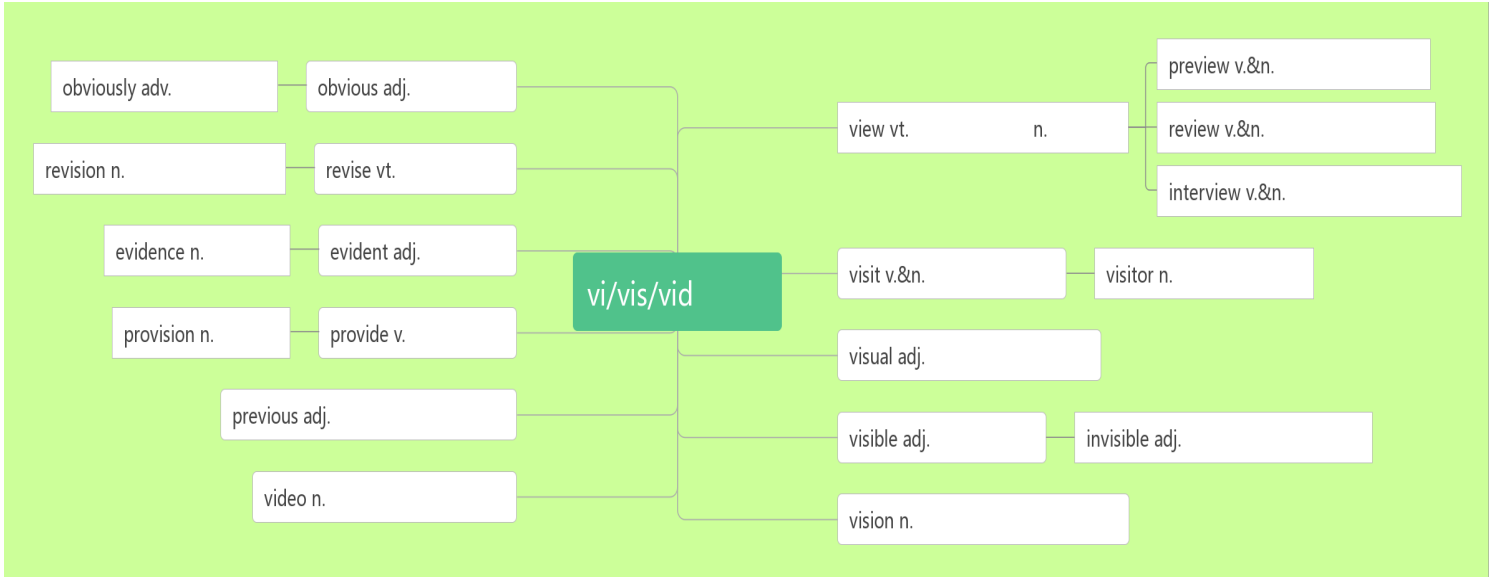 vi/vis/vid
obviously adv.
obvious adj.
revision n.
revise vt.
evidence n.
evident adj.
provision n.
provide v.
previous adj.
video n.
view vt. n.
preview v.&n.
review v.&n.
interview v.&n.
visit v.&n.
visitor n.
visual adj.
visible adj.
invisible adj.
vision n.